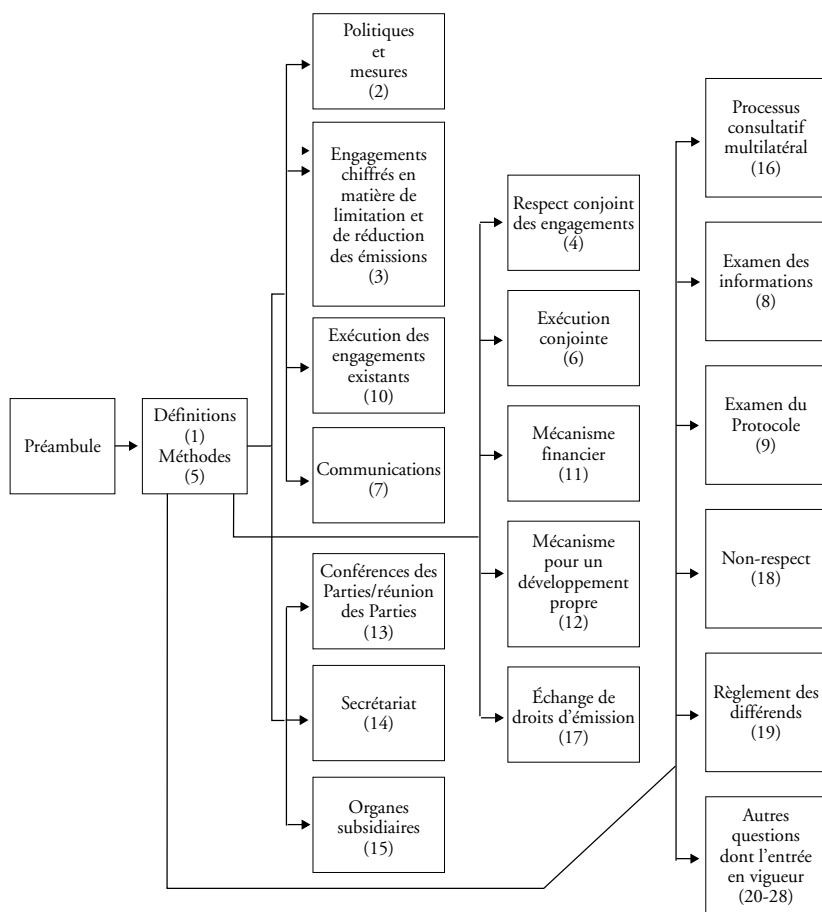 Préambule
Définitions
(1)
Méthodes
(5)
Politiques
et
mesures
(2)
Engagements
chiffrés en
matière de
limitation et
de réduction
des émissions
(3)
Exécution des
engagements
existants
(10)
Communications
(7)
Conférences des
Parties/réunion
des Parties
(13)
Secrétariat
(14)
Organes
subsidiaires
(15)
Respect conjoint
des engagements
(4)
Exécution
conjointe
(6)
Mécanisme
financier
(11)
Mécanisme
pour un
développement
propre
(12)
Échange de
droits d'émission
(17)
Processus
consultatif
multilatéral
(16)
Examen des
informations
(8)
Examen du
Protocole
(9)
Non-respect
(18)
Règlement des
différends
(19)
Autres
questions
dont l'entrée
en vigueur
(20-28)